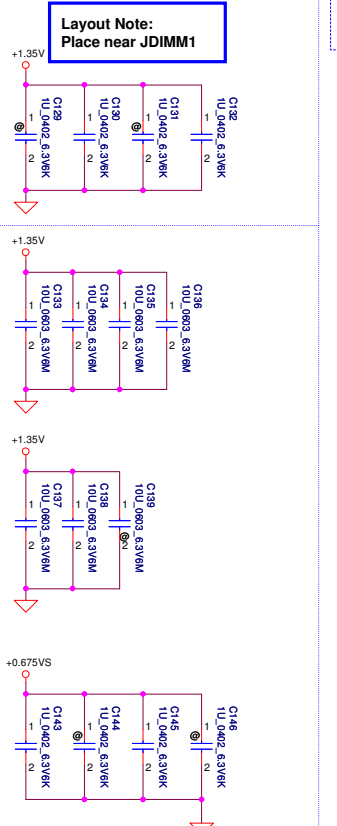 Layout Note:
Place near JDIMM1
+1.35V
C129
1U_0402_6.3V6K
@
1
2
C130
1U_0402_6.3V6K
1
2
C131
1U_0402_6.3V6K
@
1
2
C132
1U_0402_6.3V6K
1
2
+1.35V
C133
10U_0603_6.3V6M
1
2
C134
10U_0603_6.3V6M
1
2
C135
10U_0603_6.3V6M
1
2
C136
10U_0603_6.3V6M
1
2
+1.35V
C137
10U_0603_6.3V6M
1
2
C138
10U_0603_6.3V6M
1
2
C139
10U_0603_6.3V6M
1
@
2
+0.675VS
C143
1U_0402_6.3V6K
1
2
C144
1U_0402_6.3V6K
@
1
2
C145
1U_0402_6.3V6K
1
2
C146
1U_0402_6.3V6K
@
1
2